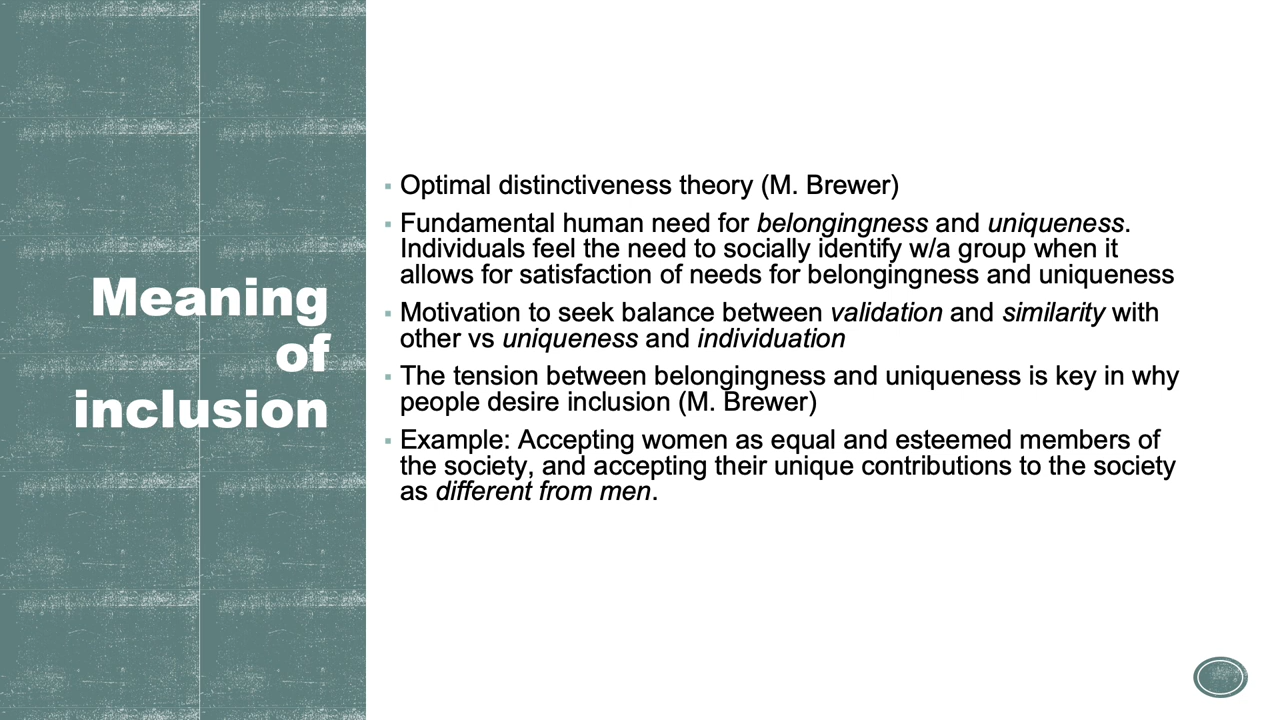 Meaning
of
inclusion
▪ Optimal distinctiveness theory (M. Brewer)
▪ Fundamental human need for belongingness and uniqueness.
Individuals feel the need to socially identify w/a group when it
allows for satisfaction of needs for belongingness and uniqueness
▪ Motivation to seek balance between validation and similarity with
other vs uniqueness and individuation
▪ The tension between belongingness and uniqueness is key in why
people desire inclusion (M. Brewer)
▪ Example: Accepting women as equal and esteemed members of
the society, and accepting their unique contributions to the society
as different from men.